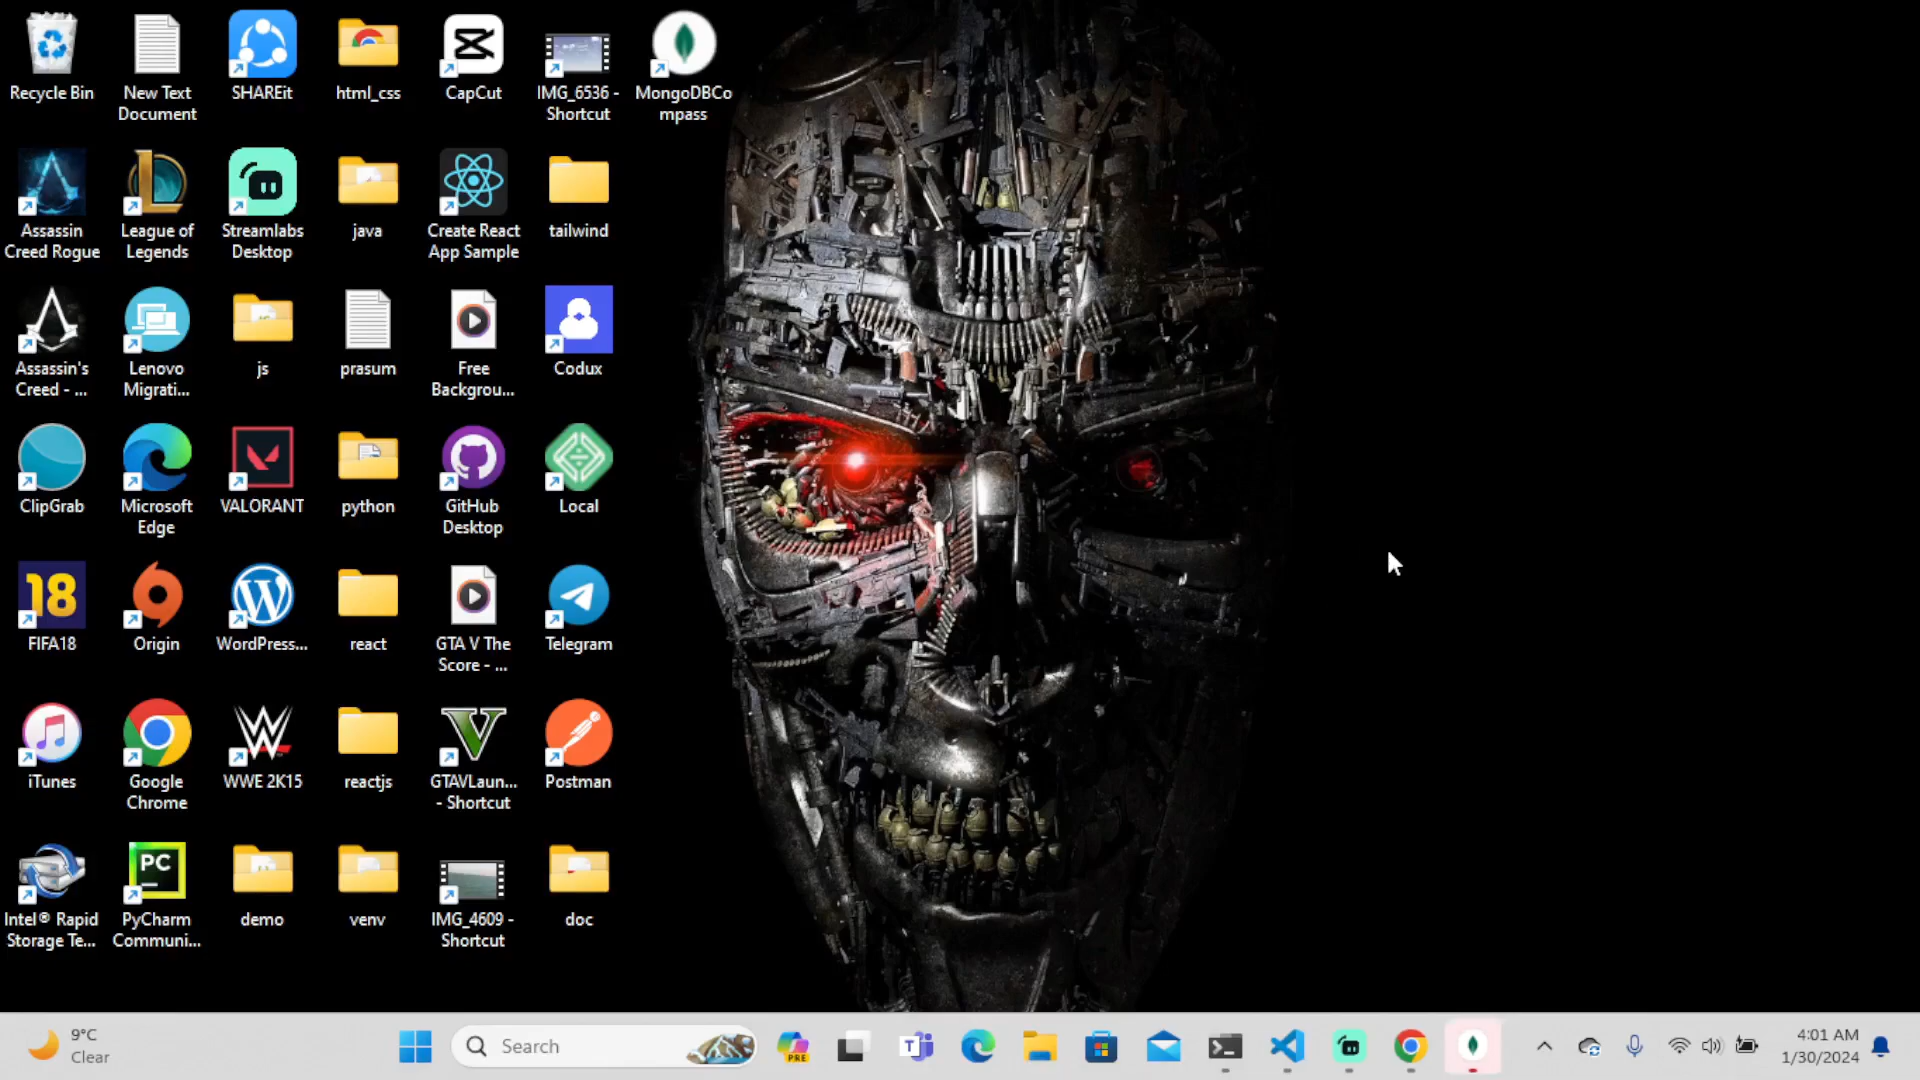 Recycle Bin
New Text
Document
SHAREit
html_css
CapCut
IMG_6536 -
Shortcut
MongoDBCo
mpass
Assassin
Creed Rogue
League of
Legends
Streamlabs
Desktop
java
Create React
App Sample
tailwind
Assassin's
Creed - ...
Lenovo
Migrati...
js
prasum
Free
Backgrou...
Codux
ClipGrab
Microsoft
Edge
VALORANT
python
GitHub
Desktop
Local
18
FIFA18
Origin
WordPress...
react
GTA V The
Score - ...
Telegram
iTunes
Google
Chrome
WWE 2K15
reactjs
GTAVLaun...
- Shortcut
Postman
PC
Intel® Rapid
Storage Te...
PyCharm
Communi...
demo
venv
IMG_4609 -
Shortcut
doc
9°C
Clear
Search
PRE
4:01 AM
1/30/2024